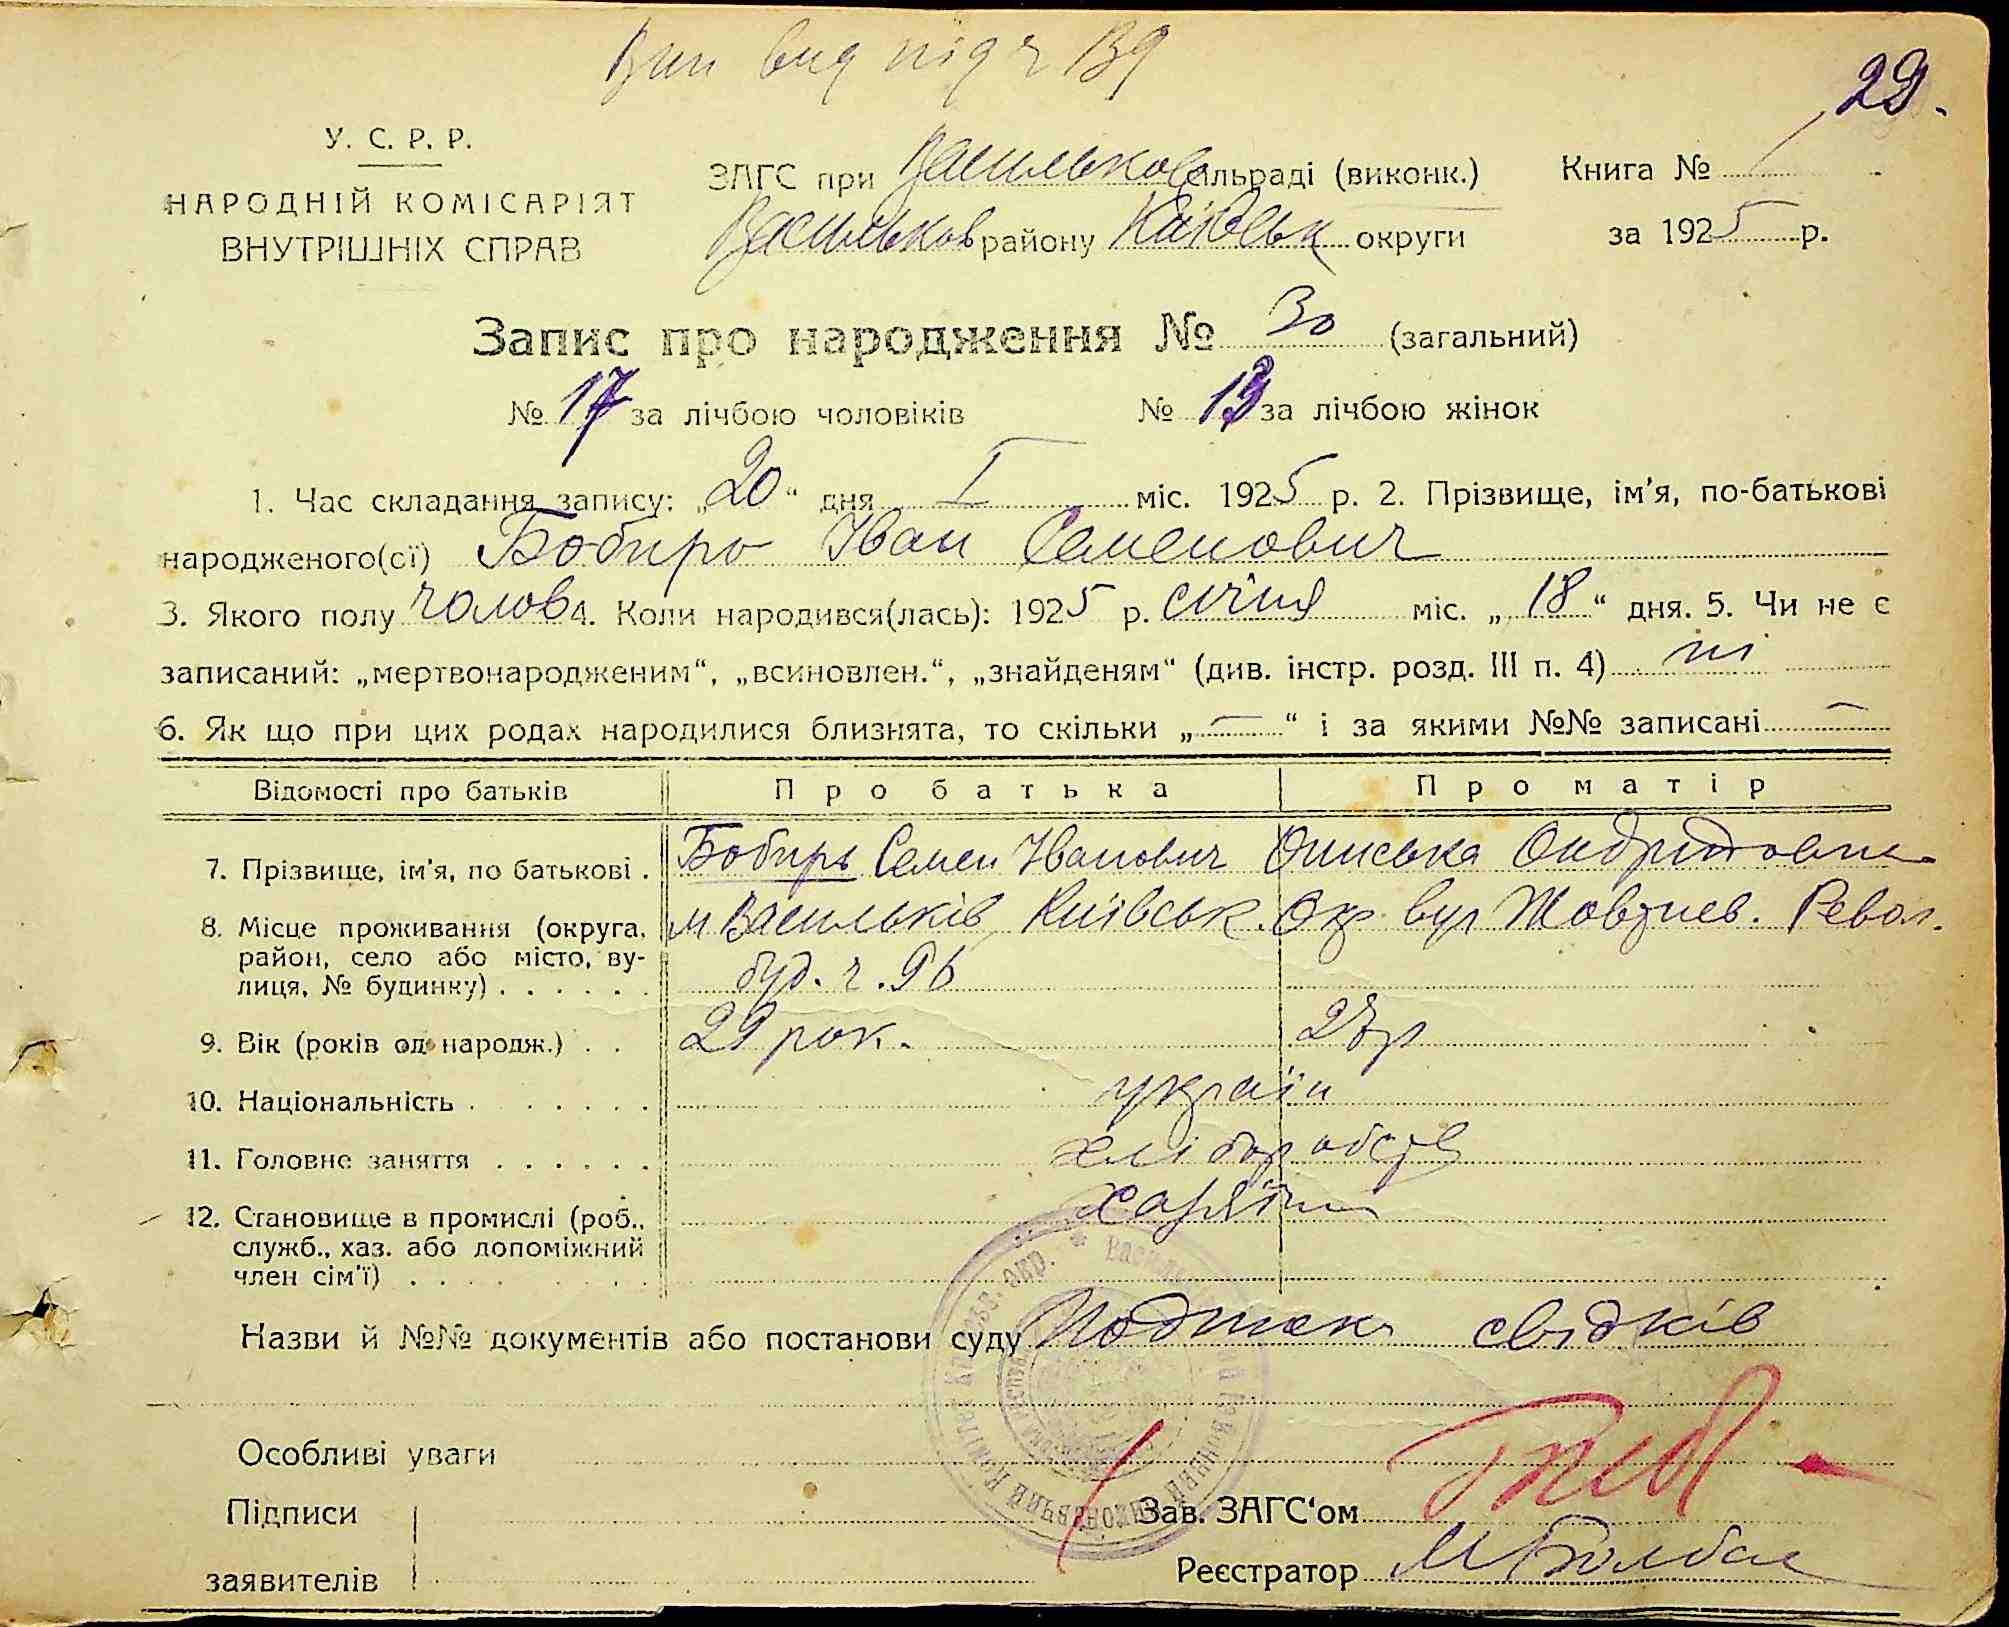 Вип вид під ч 139
29.
У. С. Р. Р.
НАРОДНІЙ КОМІСАРІЯТ
ВНУТРІШНІХ СПРАВ
ЗАГС при Васильков сільраді (виконк.)
Васильков району Київськ округи
Книга №
за 1925 р.
Запис про народження № 30 (загальний)
№ 17 за лічбою чоловіків № 13 за лічбою жінок
1. Час складання запису: „20“ дня I міс. 1925 р. 2. Прізвище, ім'я, по-батькові
народженого(сї) Бобирь Іван Семенович
3. Якого полу чолов 4. Коли народився(лась): 1925 р. січня міс. „18“ дня. 5. Чи не є
записаний: „мертвонародженим“, „всиновлен.“, „знайденям“ (див. інстр. розд. III п. 4) ні
6. Як що при цих родах народилися близнята, то скільки „—“ і за якими №№ записані —
Відомості про батьків Про батька Про матір
7. Прізвище, ім'я, по батькові . Бобирь Семен Іванович Ониська
8. Місце проживання (округа, район, село або місто, вулиця, № будинку) . . . . . . м Васильків Київськ. Окр вул Жовтнев. Револ.
буд. ч. 96
9. Вік (років од народж.) . . 29 рок. 27 р
10. Національність . . . . . . . україн
11. Головне заняття . . . . . . хлібороб
12. Становище в промислі (роб., служб., хаз. або допоміжний член сім'ї) . . . . . . .
Назви й №№ документів або постанови суду свідків
Особливі уваги
Підписи
заявителів
Зав. ЗАГС'ом
Реєстратор